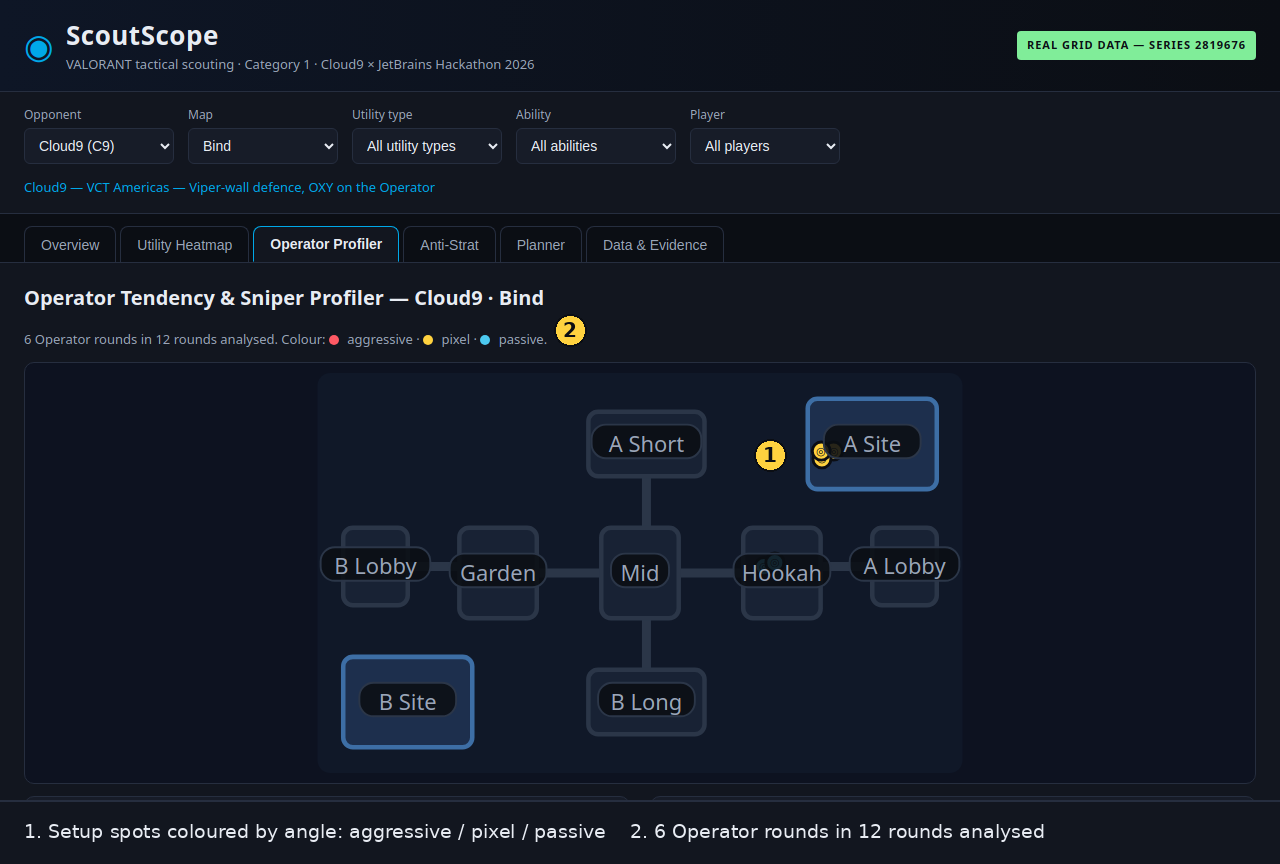 ScoutScope
VALORANT tactical scouting · Category 1 · Cloud9 × JetBrains Hackathon 2026
REAL GRID DATA — SERIES 2819676
Opponent Map Utility type Ability Player
Cloud9 (C9) Bind All utility types All abilities All players
Cloud9 — VCT Americas — Viper-wall defence, OXY on the Operator
Overview Utility Heatmap Operator Profiler Anti-Strat Planner Data & Evidence
Operator Tendency & Sniper Profiler — Cloud9 · Bind
6 Operator rounds in 12 rounds analysed. Colour: aggressive · pixel · passive. 2
A Short 1 A Site
B Lobby Garden Mid Hookah A Lobby
B Site B Long
1. Setup spots coloured by angle: aggressive / pixel / passive 2. 6 Operator rounds in 12 rounds analysed